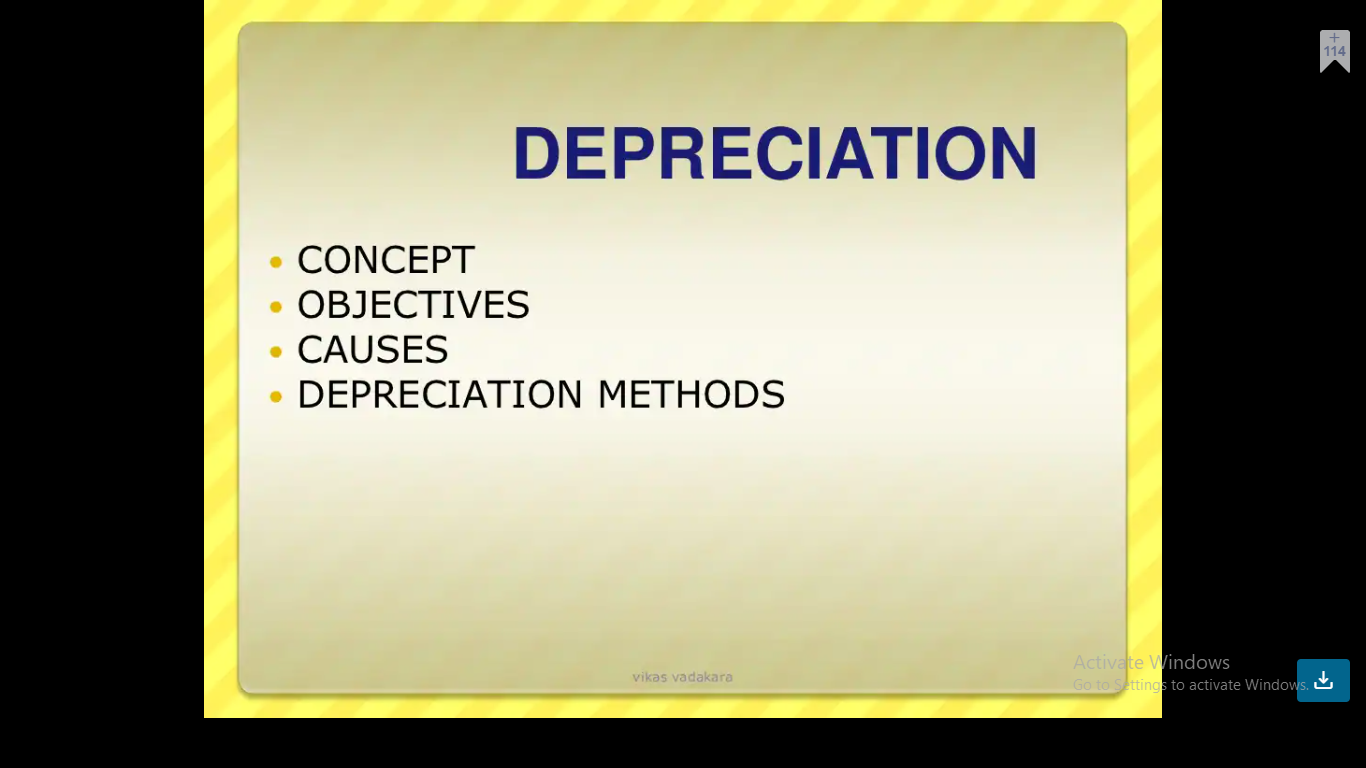 +
114
DEPRECIATION
• CONCEPT
• OBJECTIVES
• CAUSES
• DEPRECIATION METHODS
vikas vadakara
Activate Windows
Go to Settings to activate Windows.